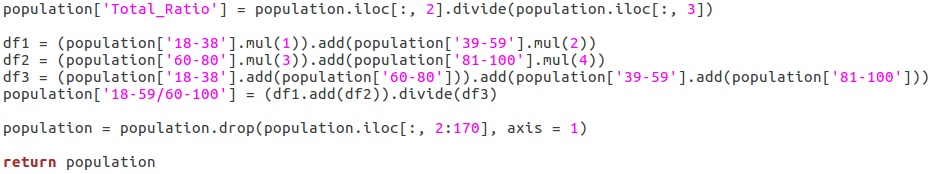 population['Total_Ratio'] = population.iloc[:, 2].divide(population.iloc[:, 3])
df1 = (population['18-38'].mul(1)).add(population['39-59'].mul(2))
df2 = (population['60-80'].mul(3)).add(population['81-100'].mul(4))
df3 = (population['18-38'].add(population['60-80'])).add(population['39-59'].add(population['81-100']))
population['18-59/60-100'] = (df1.add(df2)).divide(df3)
population = population.drop(population.iloc[:, 2:170], axis = 1)
return population